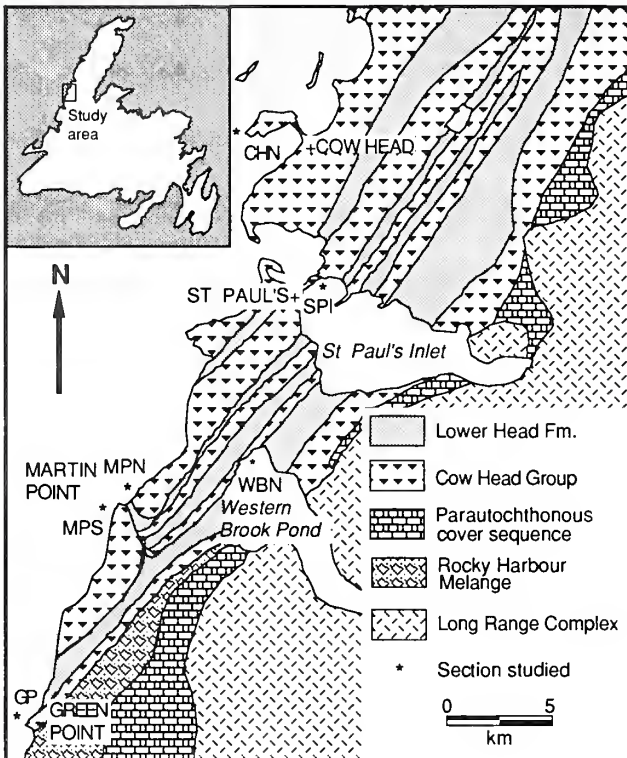 Study
area
CHN
+COW HEAD
N
ST PAUL'S+
SPI
St Paul's Inlet
MARTIN MPN
POINT
MPS
WBN
Western
Brook Pond
GP
GREEN
POINT
Lower Head Fm.
Cow Head Group
Parautochthonous
cover sequence
Rocky Harbour
Melange
Long Range Complex
* Section studied
0 5
km